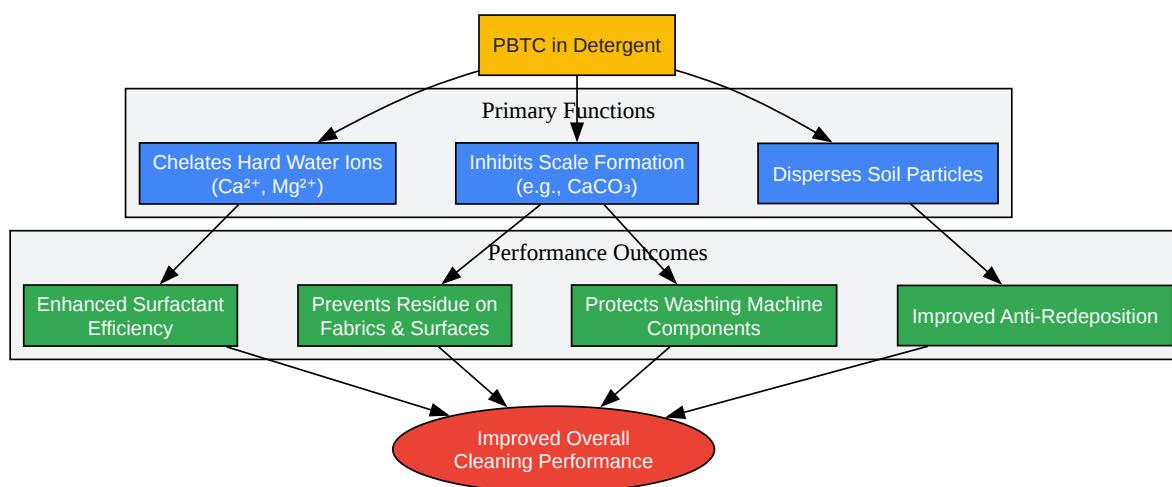 PBTC in Detergent
Primary Functions
Chelates Hard Water Ions
(Ca²⁺, Mg²⁺)
Inhibits Scale Formation
(e.g., CaCO₃)
Disperses Soil Particles
Performance Outcomes
Enhanced Surfactant
Efficiency
Prevents Residue on
Fabrics & Surfaces
Protects Washing Machine
Components
Improved Anti-Redeposition
Improved Overall
Cleaning Performance